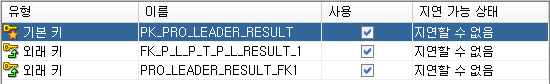 유형 이름 사용 지연 가능 상태
기본 키 PK_PRO_LEADER_RESULT 지연할 수 없음
외래 키 FK_P_L_P_T_P_L_RESULT_1 지연할 수 없음
외래 키 PRO_LEADER_RESULT_FK1 지연할 수 없음